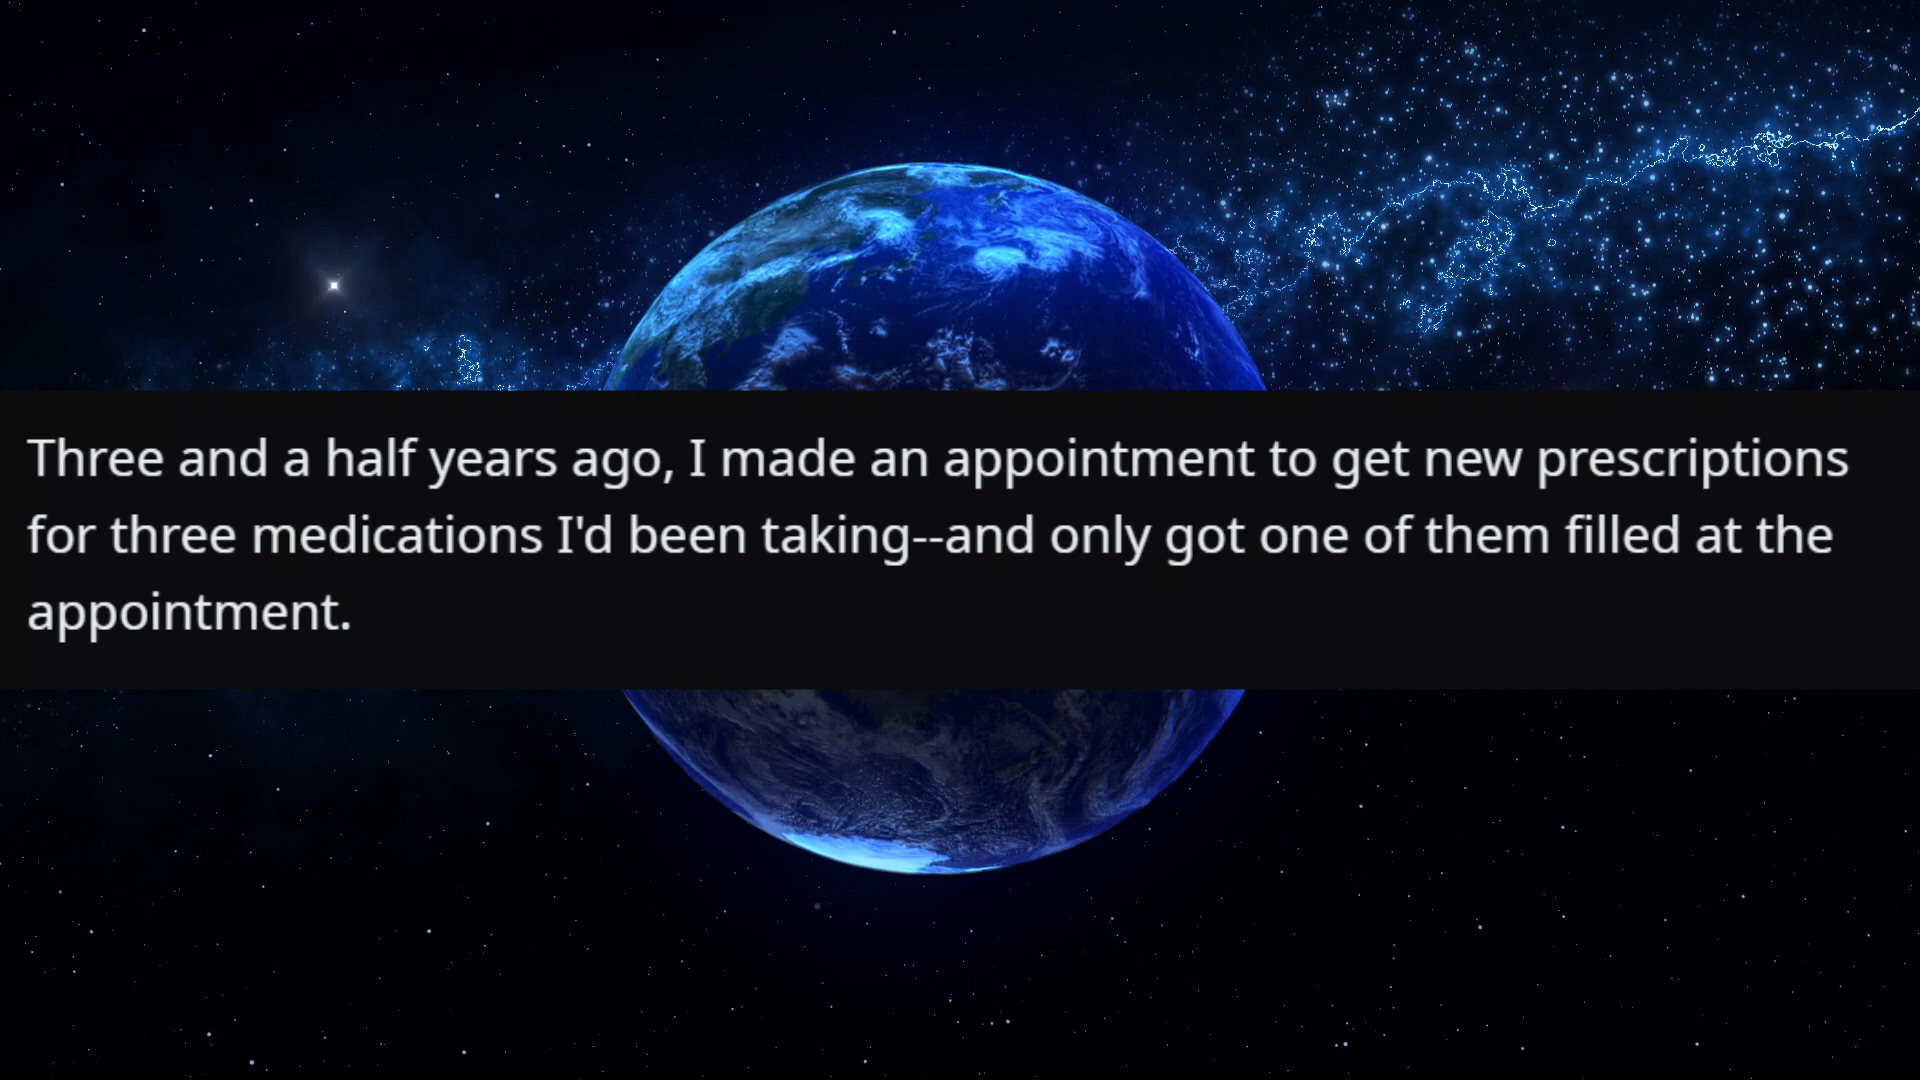 Three and a half years ago, I made an appointment to get new prescriptions
for three medications I'd been taking--and only got one of them filled at the
appointment.